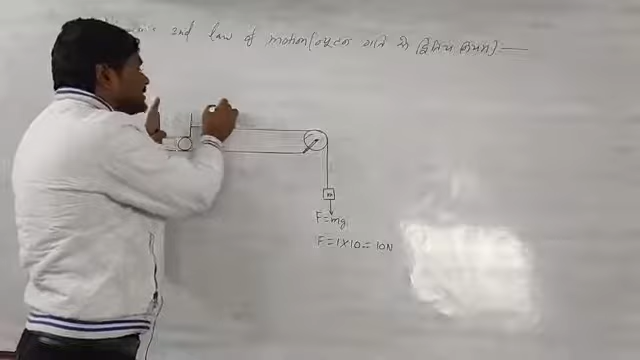 2nd law of motion (न्यूटन गति के द्वितीय नियम) —
m
F=mg
F=1×10=10N